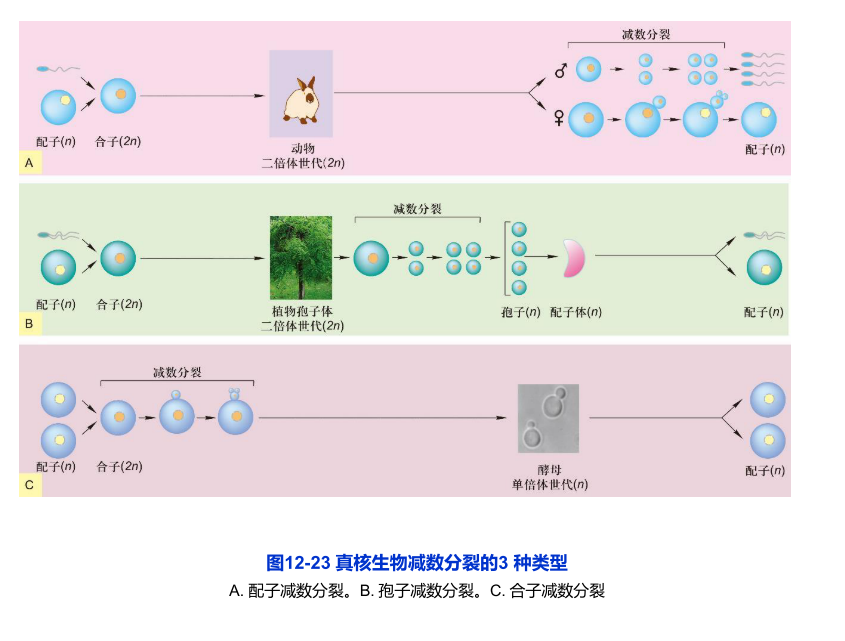 减数分裂
♂
♀
配子(n)
合子(2n)
动物
二倍体世代(2n)
配子(n)
A
减数分裂
配子(n)
合子(2n)
植物孢子体
二倍体世代(2n)
孢子(n)
配子体(n)
配子(n)
B
减数分裂
配子(n)
合子(2n)
酵母
单倍体世代(n)
配子(n)
C
图12-23 真核生物减数分裂的3 种类型
A. 配子减数分裂。B. 孢子减数分裂。C. 合子减数分裂